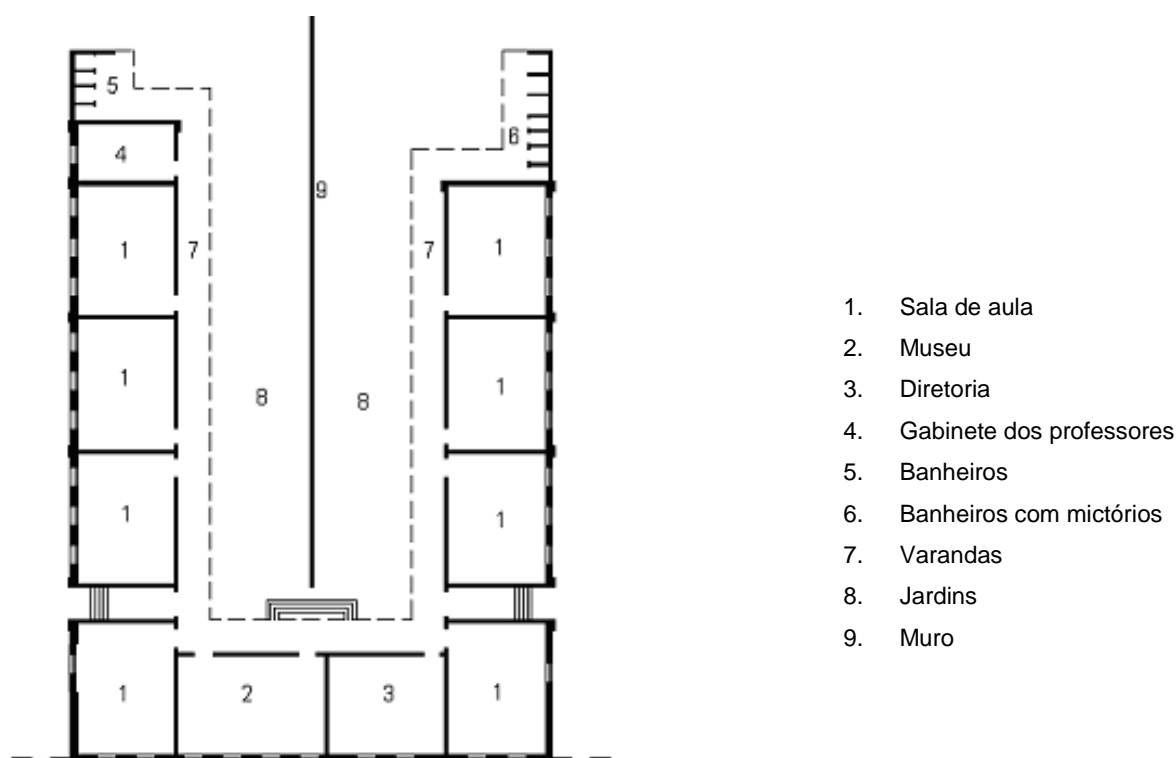 5
6
4
9
1
7
7
1
1
8
8
1
1
1
1
2
3
1
1. Sala de aula
2. Museu
3. Diretoria
4. Gabinete dos professores
5. Banheiros
6. Banheiros com mictórios
7. Varandas
8. Jardins
9. Muro